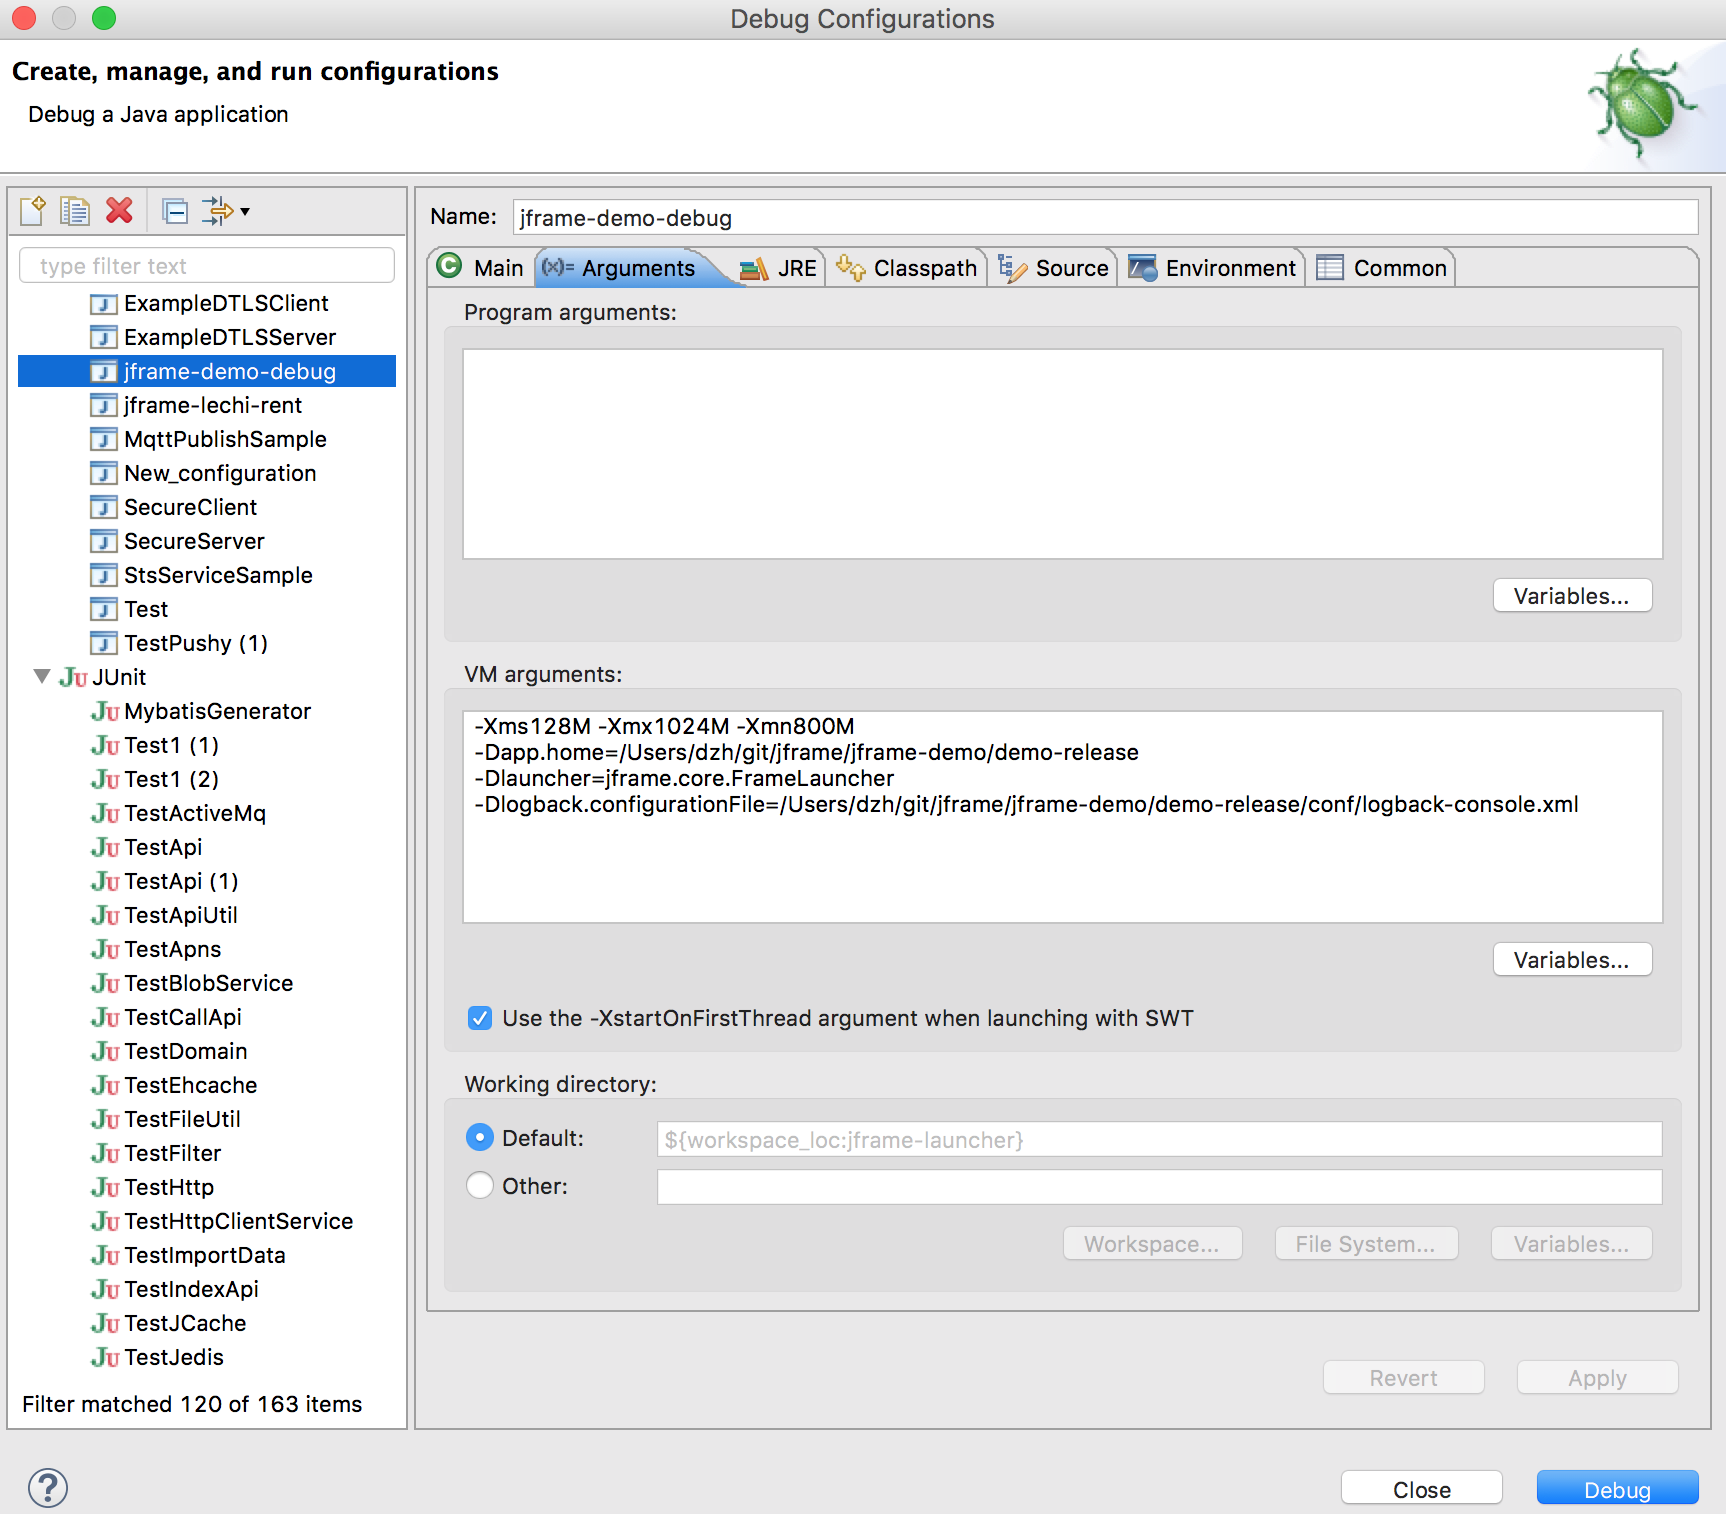 Debug Configurations
Create, manage, and run configurations
Debug a Java application
type filter text
ExampleDTLSClient
ExampleDTLSServer
jframe-demo-debug
jframe-lechi-rent
MqttPublishSample
New_configuration
SecureClient
SecureServer
StsServiceSample
Test
TestPushy (1)
JUnit
MybatisGenerator
Test1 (1)
Test1 (2)
TestActiveMq
TestApi
TestApi (1)
TestApiUtil
TestApns
TestBlobService
TestCallApi
TestDomain
TestEhcache
TestFileUtil
TestFilter
TestHttp
TestHttpClientService
TestImportData
TestIndexApi
TestJCache
TestJedis
Filter matched 120 of 163 items
Name: jframe-demo-debug
Main (x)= Arguments JRE Classpath Source Environment Common
Program arguments:
Variables...
VM arguments:
-Xms128M -Xmx1024M -Xmn800M
-Dapp.home=/Users/dzh/git/jframe/jframe-demo/demo-release
-Dlauncher=jframe.core.FrameLauncher
-Dlogback.configurationFile=/Users/dzh/git/jframe/jframe-demo/demo-release/conf/logback-console.xml
Variables...
Use the -XstartOnFirstThread argument when launching with SWT
Working directory:
Default: ${workspace_loc:jframe-launcher}
Other:
Workspace... File System... Variables...
Revert Apply
Close Debug